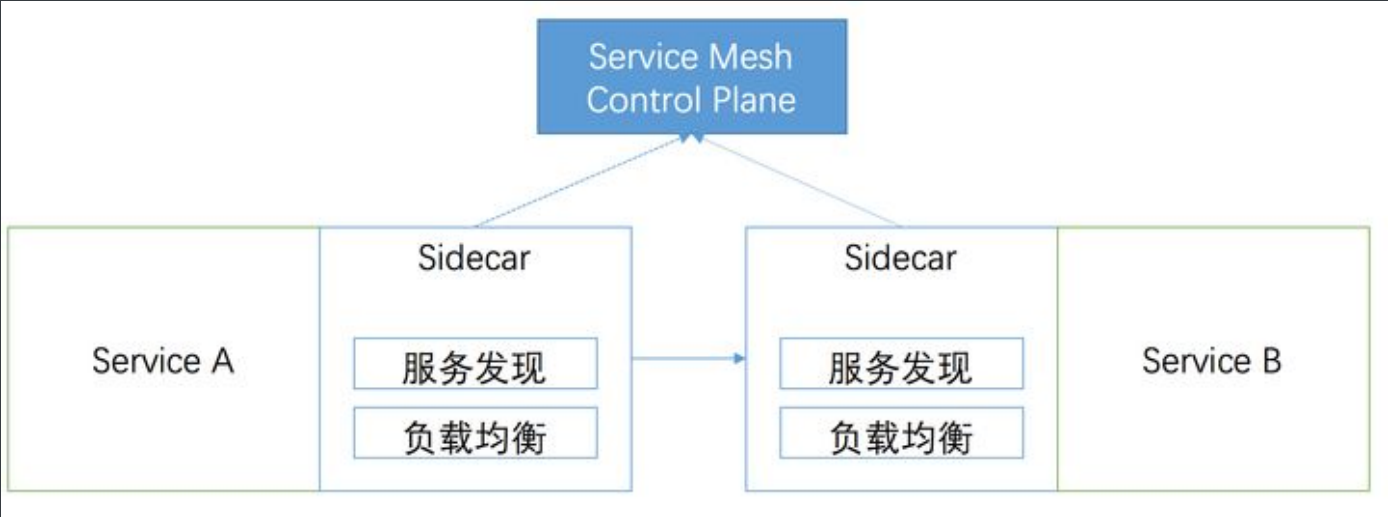 Service Mesh
Control Plane
Sidecar
Sidecar
Service A
服务发现
负载均衡
服务发现
负载均衡
Service B